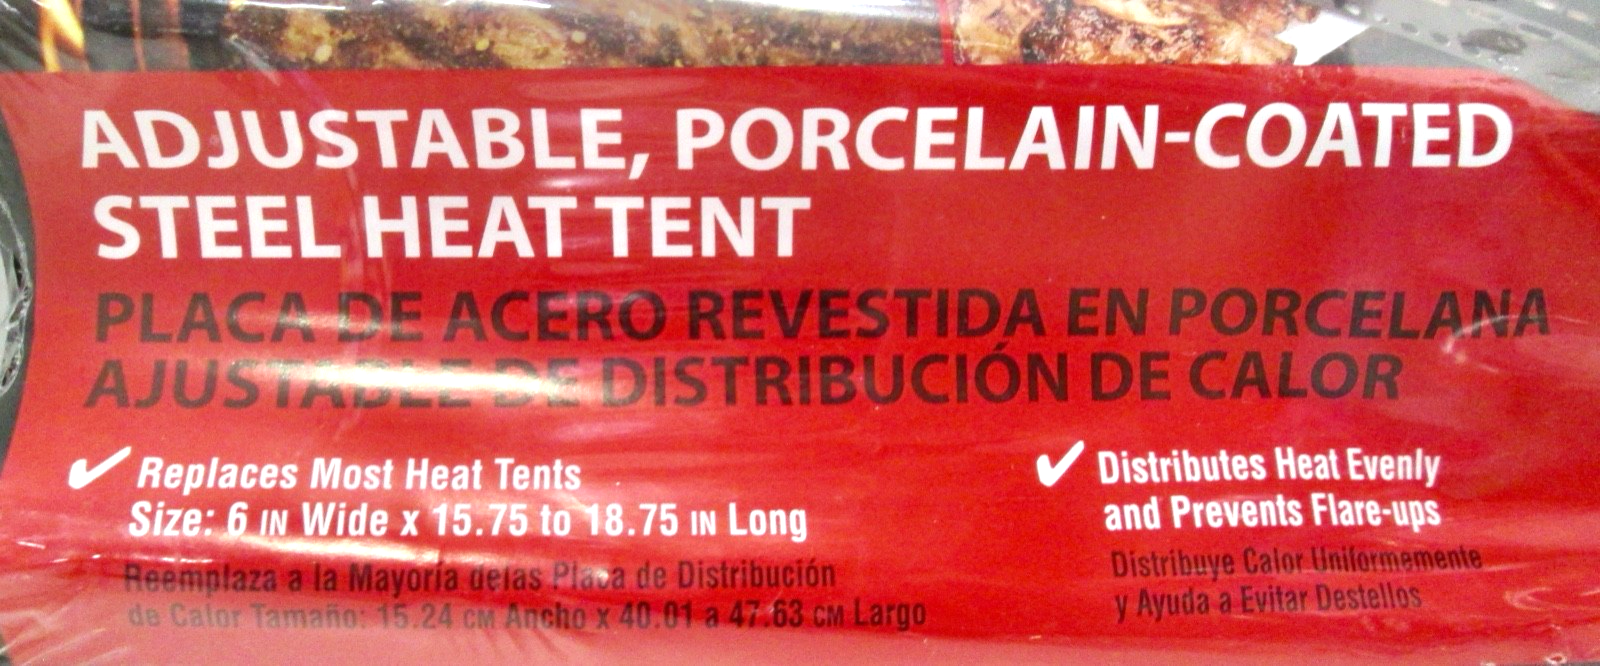 ADJUSTABLE, PORCELAIN-COATED
STEEL HEAT TENT
PLACA DE ACERO REVESTIDA EN PORCELANA
AJUSTABLE DE DISTRIBUCIÓN DE CALOR
✓ Replaces Most Heat Tents
Size: 6 IN Wide x 15.75 to 18.75 IN Long
Reemplaza a la Mayoría delas Placa de Distribución
de Calor Tamaño: 15.24 CM Ancho x 40.01 a 47.63 CM Largo
✓ Distributes Heat Evenly
and Prevents Flare-ups
Distribuye Calor Uniformemente
y Ayuda a Evitar Destellos